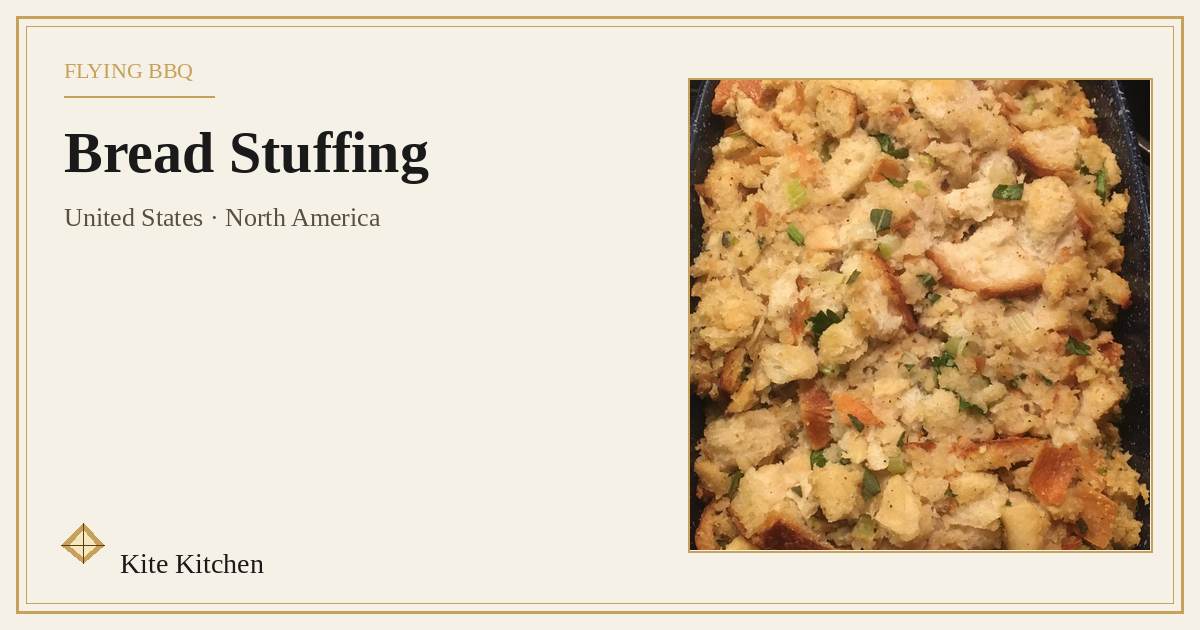 FLYING BBQ
Bread Stuffing
United States · North America
Kite Kitchen